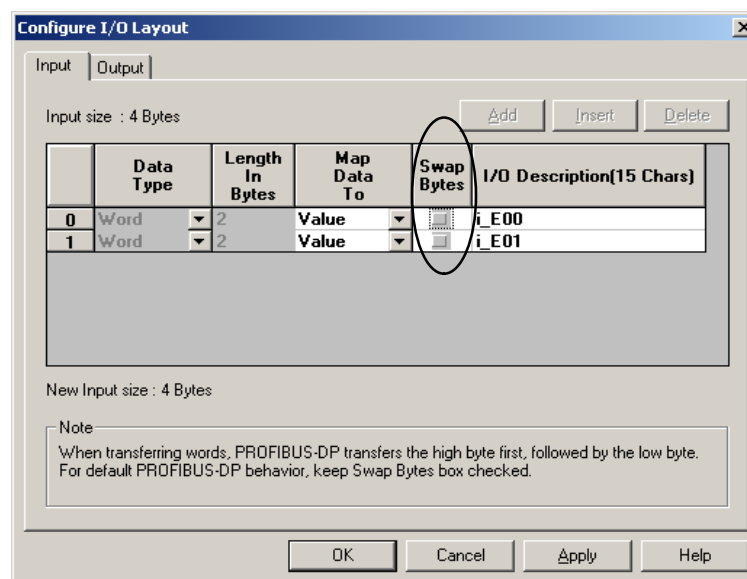 Configure I/O Layout
Input Output
Input size : 4 Bytes
Add Insert Delete
Data Type Length In Bytes Map Data To Swap Bytes I/O Description(15 Chars)
0 Word 2 Value i_E00
1 Word 2 Value i_E01
New Input size : 4 Bytes
Note
When transferring words, PROFIBUS-DP transfers the high byte first, followed by the low byte.
For default PROFIBUS-DP behavior, keep Swap Bytes box checked.
OK Cancel Apply Help